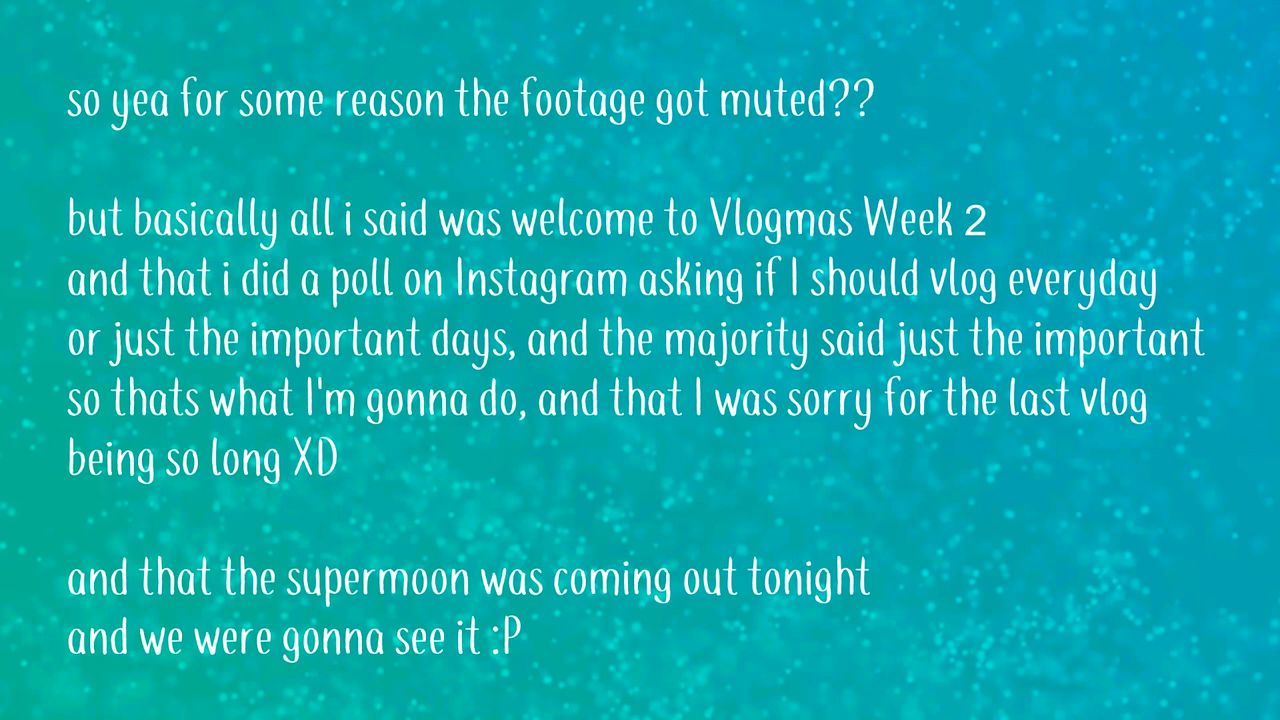 so yea for some reason the footage got muted??
but basically all i said was welcome to Vlogmas Week 2
and that i did a poll on Instagram asking if I should vlog everyday
or just the important days, and the majority said just the important
so thats what I'm gonna do, and that I was sorry for the last vlog
being so long XD
and that the supermoon was coming out tonight
and we were gonna see it :P